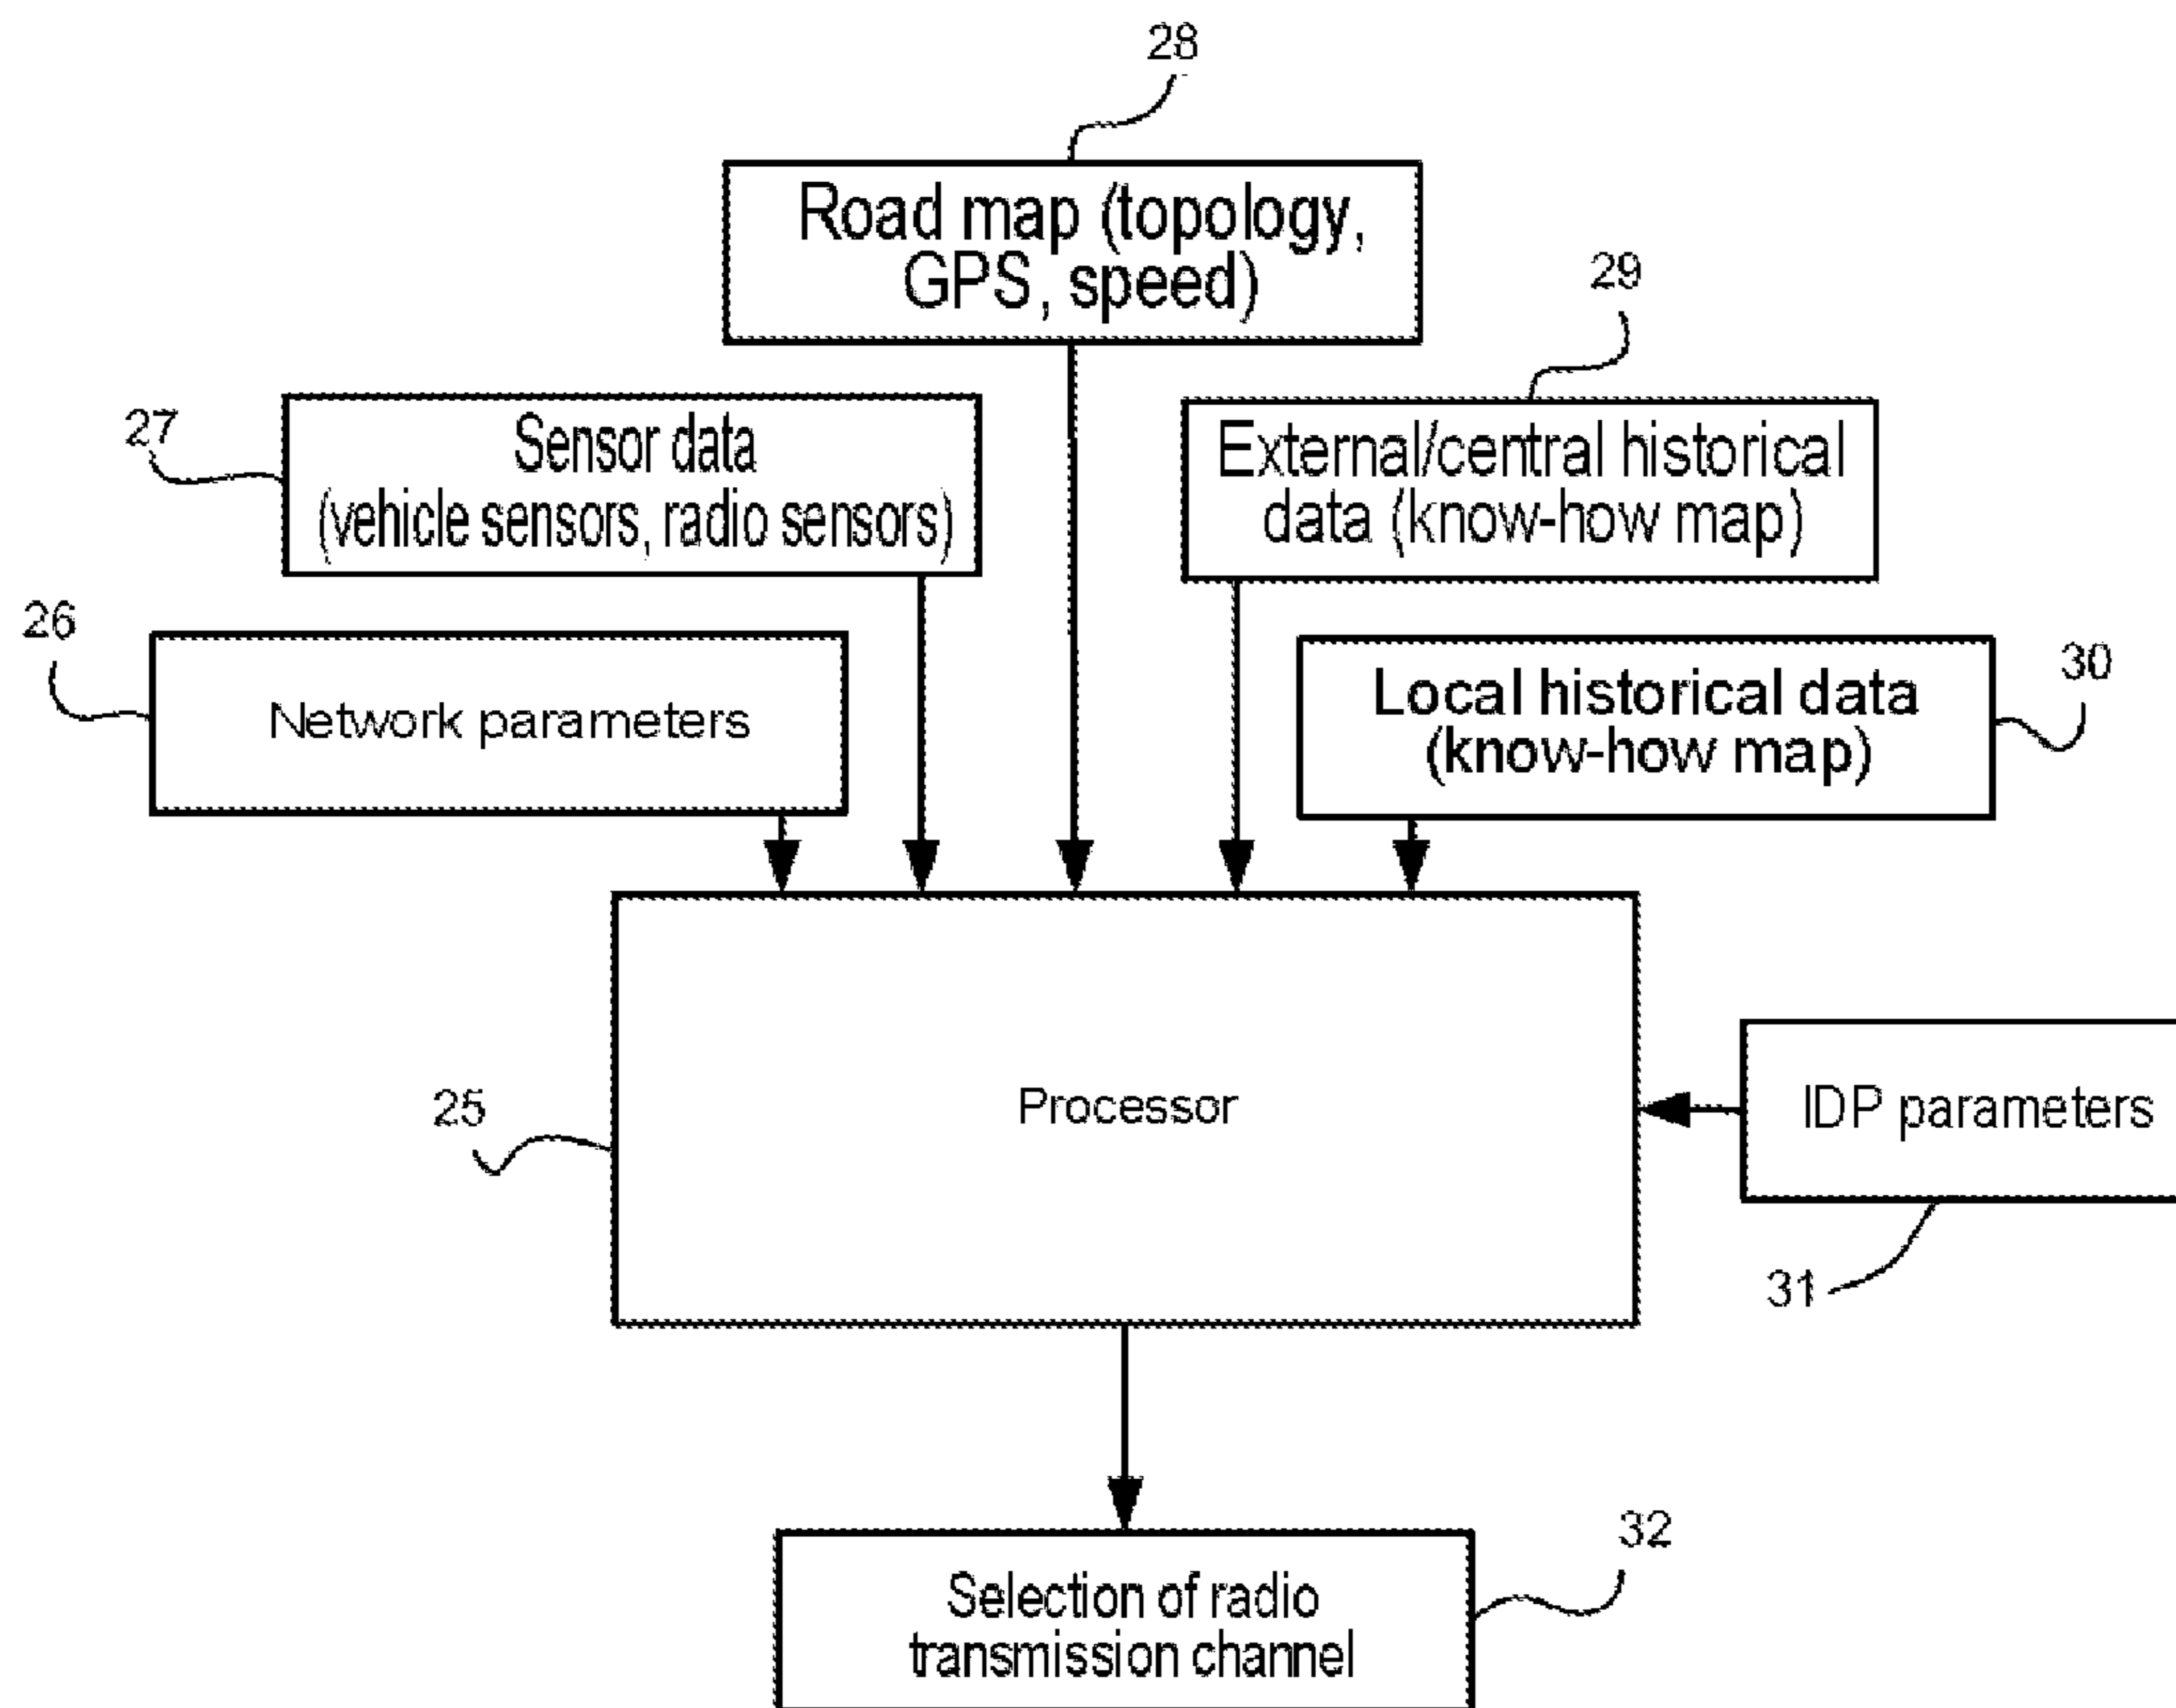 28
Road map (topology,
GPS, speed)
29
External/central historical
data (know-how map)
27
Sensor data
(vehicle sensors, radio sensors)
26
Network parameters
Local historical data
(know-how map)
30
25
Processor
IDP parameters
31
32
Selection of radio
transmission channel